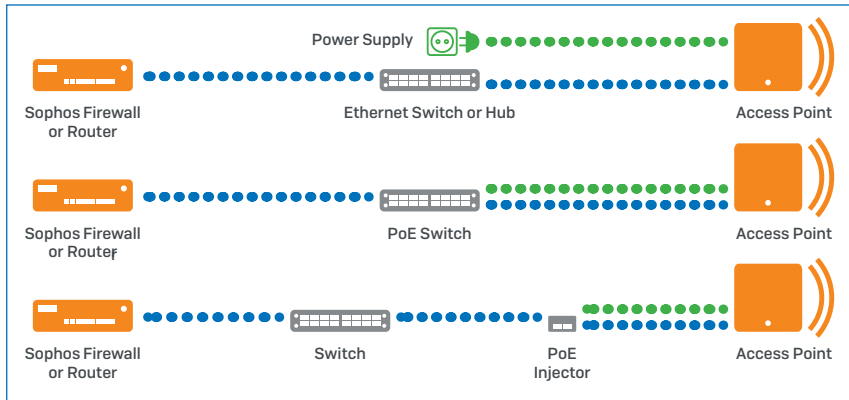 Power Supply
Sophos Firewall
or Router
Ethernet Switch or Hub
Access Point
Sophos Firewall
or Router
PoE Switch
Access Point
Sophos Firewall
or Router
Switch
PoE
Injector
Access Point